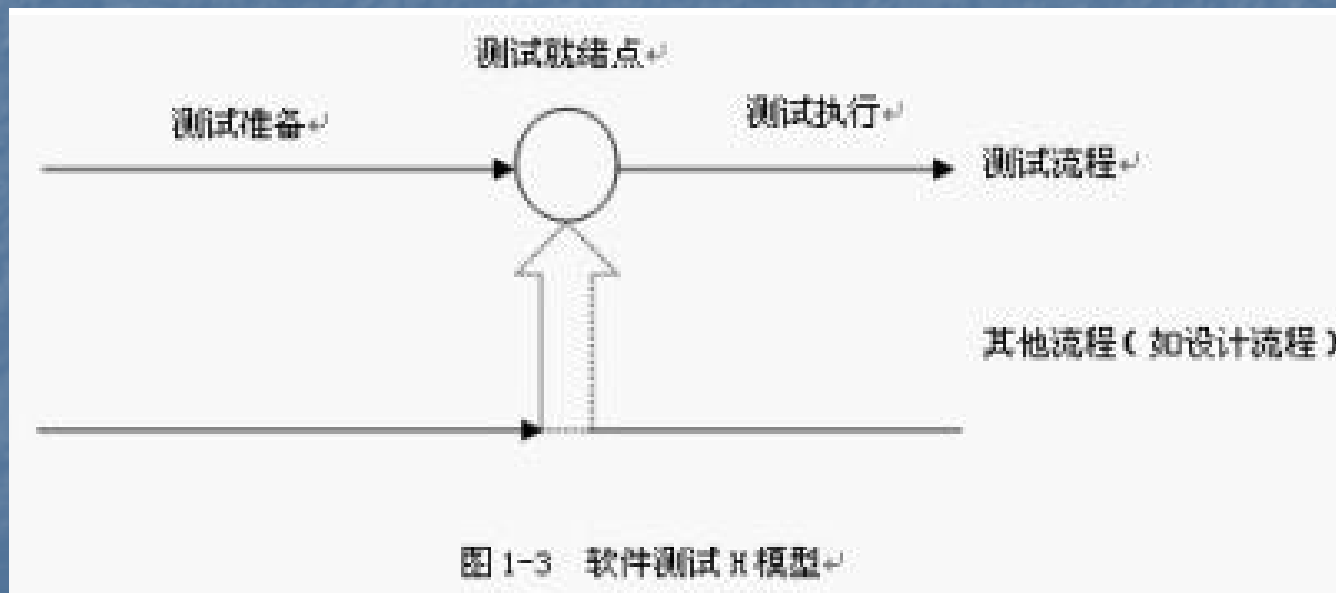 测试就绪点↵
测试准备↵
测试执行↵
测试流程↵
其他流程(如设计流程)
图 1-3 软件测试 H 模型↵